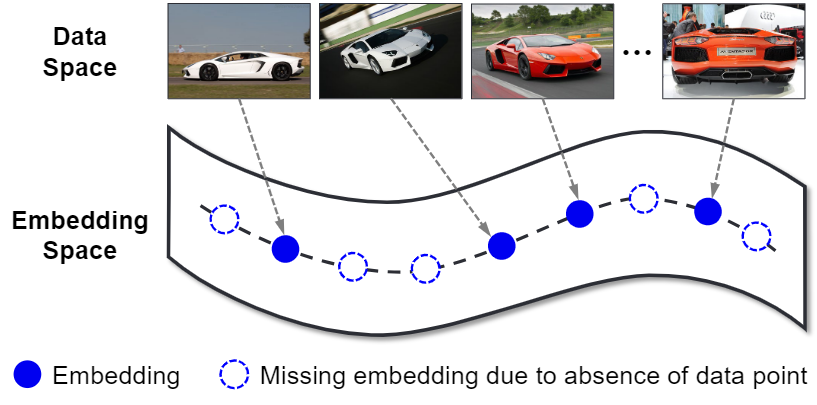 Data
Space
...
Embedding
Space
Embedding
Missing embedding due to absence of data point